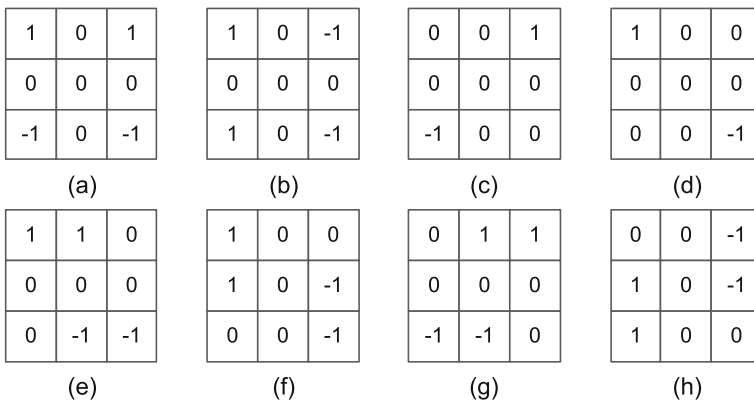 1 0 1 1 0 -1 0 0 1 1 0 0
0 0 0 0 0 0 0 0 0 0 0 0
-1 0 -1 1 0 -1 -1 0 0 0 0 -1
(a) (b) (c) (d)
1 1 0 1 0 0 0 1 1 0 0 -1
0 0 0 1 0 -1 0 0 0 1 0 -1
0 -1 -1 0 0 -1 -1 -1 0 1 0 0
(e) (f) (g) (h)